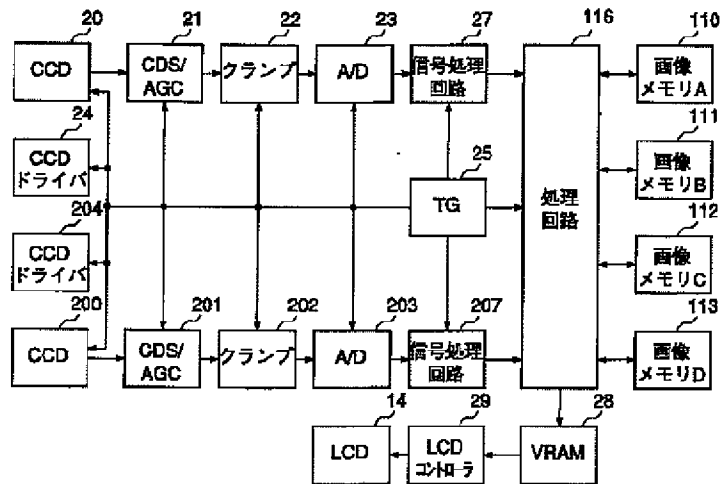 20
21
22
23
27
116
110
CCD
CDS/
AGC
クランプ
A/D
信号処理
回路
画像
メモリA
24
CCD
ドライバ
25
TG
処理
回路
111
画像
メモリB
204
CCD
ドライバ
112
画像
メモリC
200
201
202
203
207
113
CCD
CDS/
AGC
クランプ
A/D
信号処理
回路
画像
メモリD
14
29
28
LCD
LCD
コントローラ
VRAM